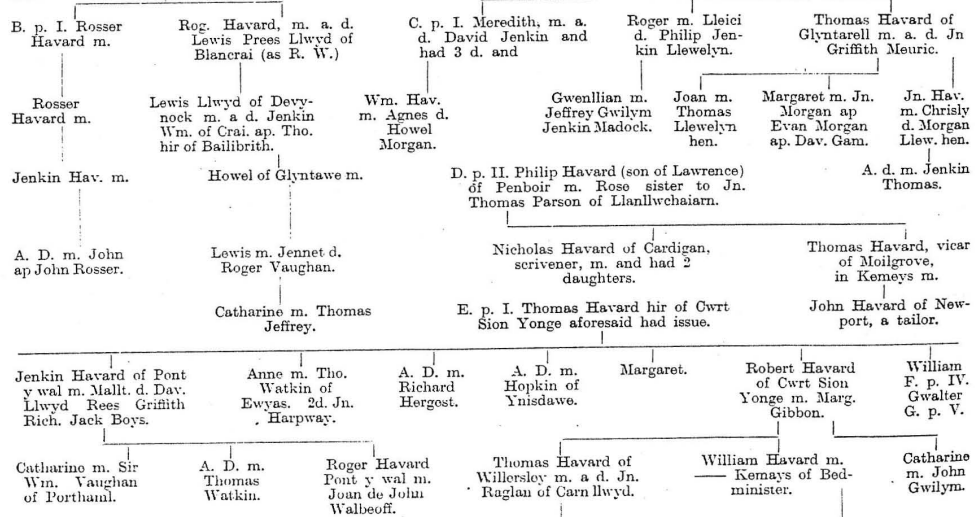 B. p. I. Rosser
Havard m.
Rog. Havard, m. a. d.
Lewis Prees Llwyd of
Blancrai (as R. W.)
C. p. I. Meredith, m. a.
d. David Jenkin and
had 3 d. and
Roger m. Lleici
d. Philip Jen-
kin Llewelyn.
Thomas Havard of
Glyntarell m. a. d. Jn
Griffith Meuric.
Rosser
Havard m.
Lewis Llwyd of Devy-
nock m. a d. Jenkin
Wm. of Crai. ap. Tho.
hir of Bailibrith.
Wm. Hav.
m. Agnes d.
Howel
Morgan.
Gwenllian m.
Jeffrey Gwilym
Jenkin Madock.
Joan m.
Thomas
Llewelyn
hen.
Margaret m. Jn.
Morgan ap
Evan Morgan
ap. Dav. Gam.
Jn. Hav.
m. Chrisly
d. Morgan
Llew. hen.
Jenkin Hav. m.
Howel of Glyntawe m.
D. p. II. Philip Havard (son of Lawrence)
of Penboir m. Rose sister to Jn.
Thomas Parson of Llanllwchaiarn.
A. d. m. Jenkin
Thomas.
A. D. m. John
ap John Rosser.
Lewis m. Jennet d.
Roger Vaughan.
Nicholas Havard of Cardigan,
scrivener, m. and had 2
daughters.
Thomas Havard, vicar
of Moilgrove,
in Kemeys m.
Catharine m. Thomas
Jeffrey.
E. p. I. Thomas Havard hir of Cwrt
Sion Yonge aforesaid had issue.
John Havard of New-
port, a tailor.
Jenkin Havard of Pont
y wal m. Mallt. d. Dav.
Llwyd Rees Griffith
Rich. Jack Boys.
Anne m. Tho.
Watkin of
Ewyas. 2d. Jn.
Harpway.
A. D. m.
Richard
Hergost.
A. D. m.
Hopkin of
Ynisdawe.
Margaret.
Robert Havard
of Cwrt Sion
Yonge m. Marg.
Gibbon.
William
F. p. IV.
Gwalter
G. p. V.
Catharine m. Sir
Wm. Vaughan
of Porthaml.
A. D. m.
Thomas
Watkin.
Roger Havard
Pont y wal m.
Joan de John
Walbeoff.
Thomas Havard of
Willersley m. a d. Jn.
Raglan of Carn llwyd.
William Havard m.
—— Kemays of Bed-
minister.
Catharine
m. John
Gwilym.